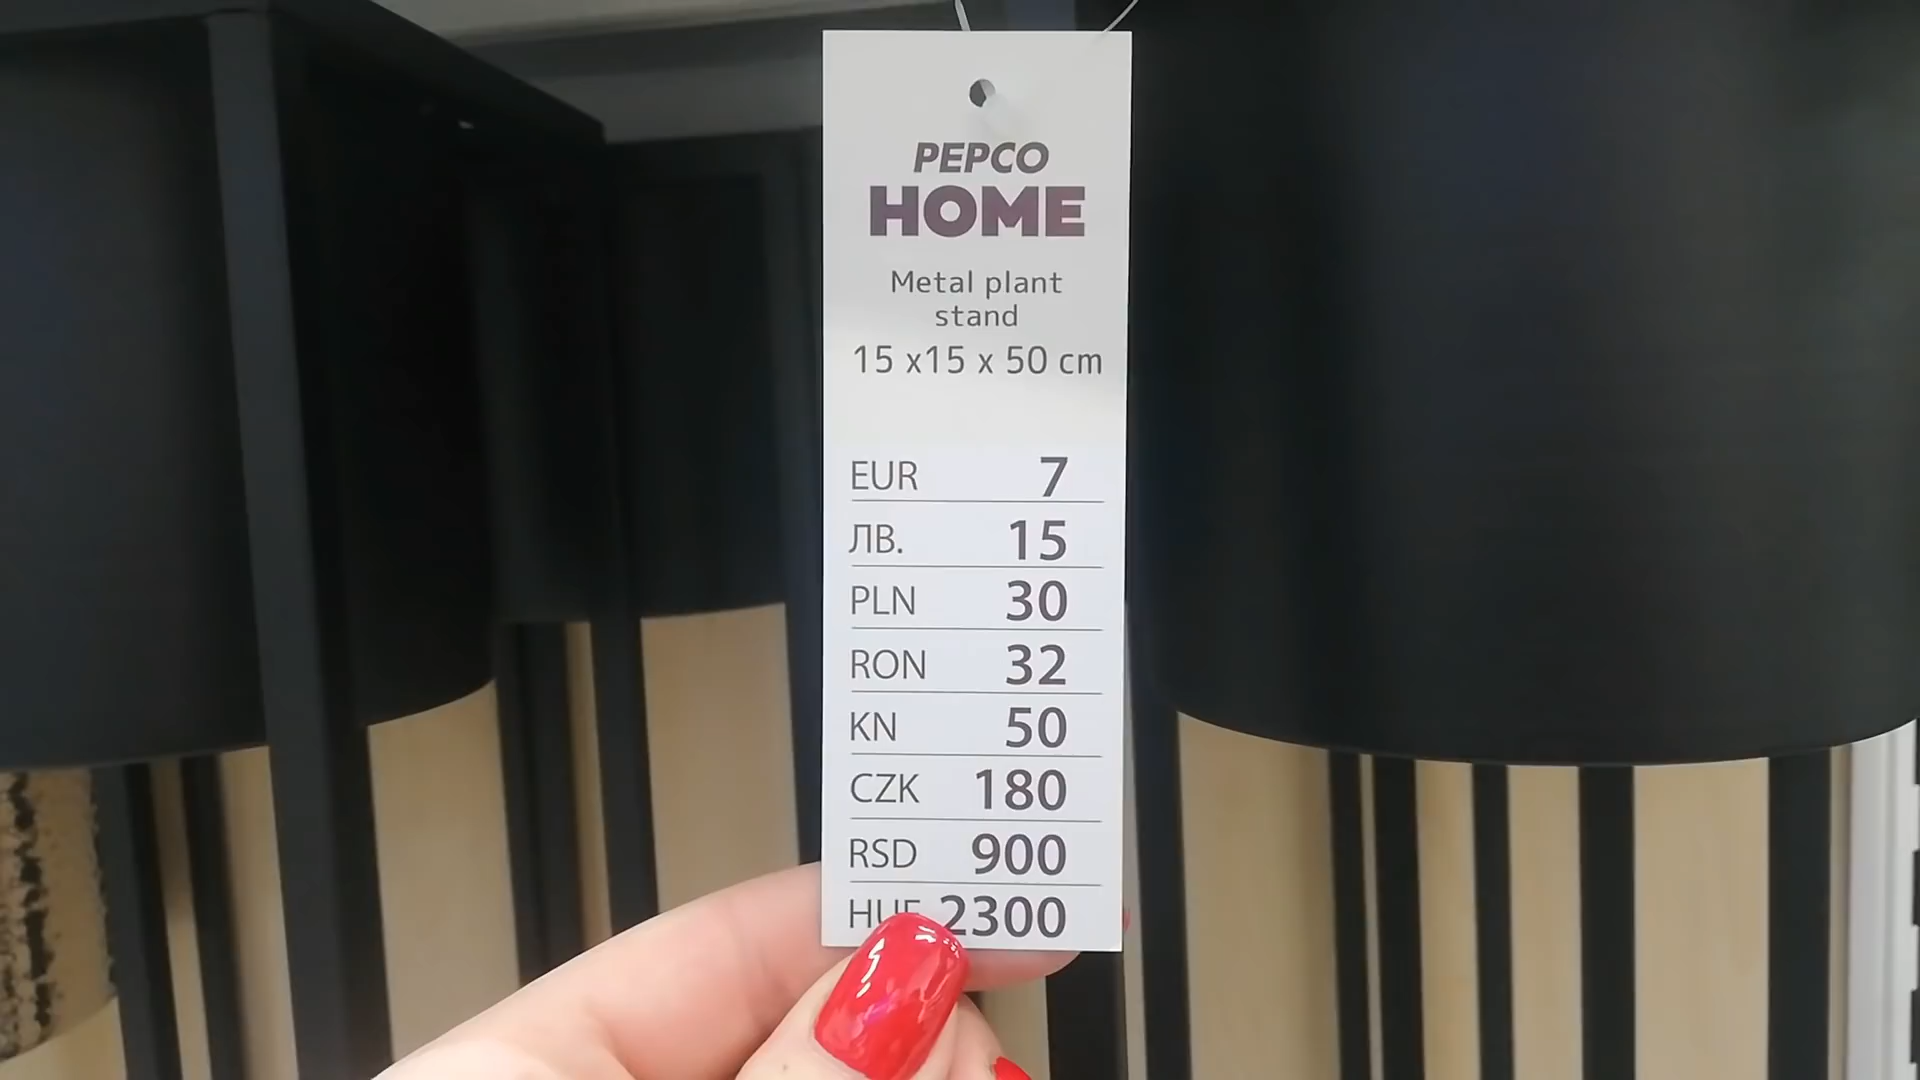 PEPCO
HOME
Metal plant
stand
15 x15 x 50 cm
EUR 7
ЛВ. 15
PLN 30
RON 32
KN 50
CZK 180
RSD 900
HUF 2300